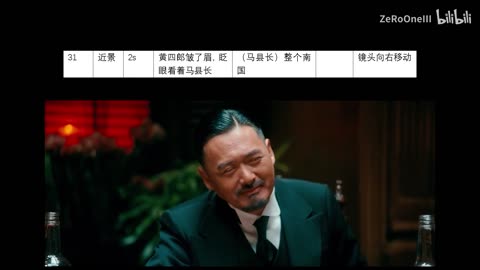 ZeRoOneIII bilibili
31 近景 2s 黄四郎皱了眉, 眨 （马县长）整个南 镜头向右移动
眼看着马县长 国